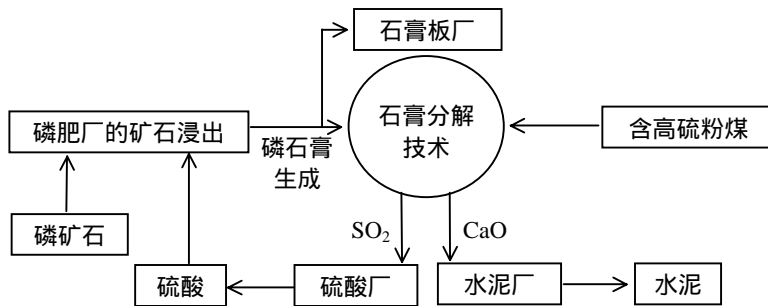 石膏板厂
磷肥厂的矿石浸出
磷石膏
生成
石膏分解
技术
含高硫粉煤
磷矿石
SO₂
CaO
硫酸
硫酸厂
水泥厂
水泥